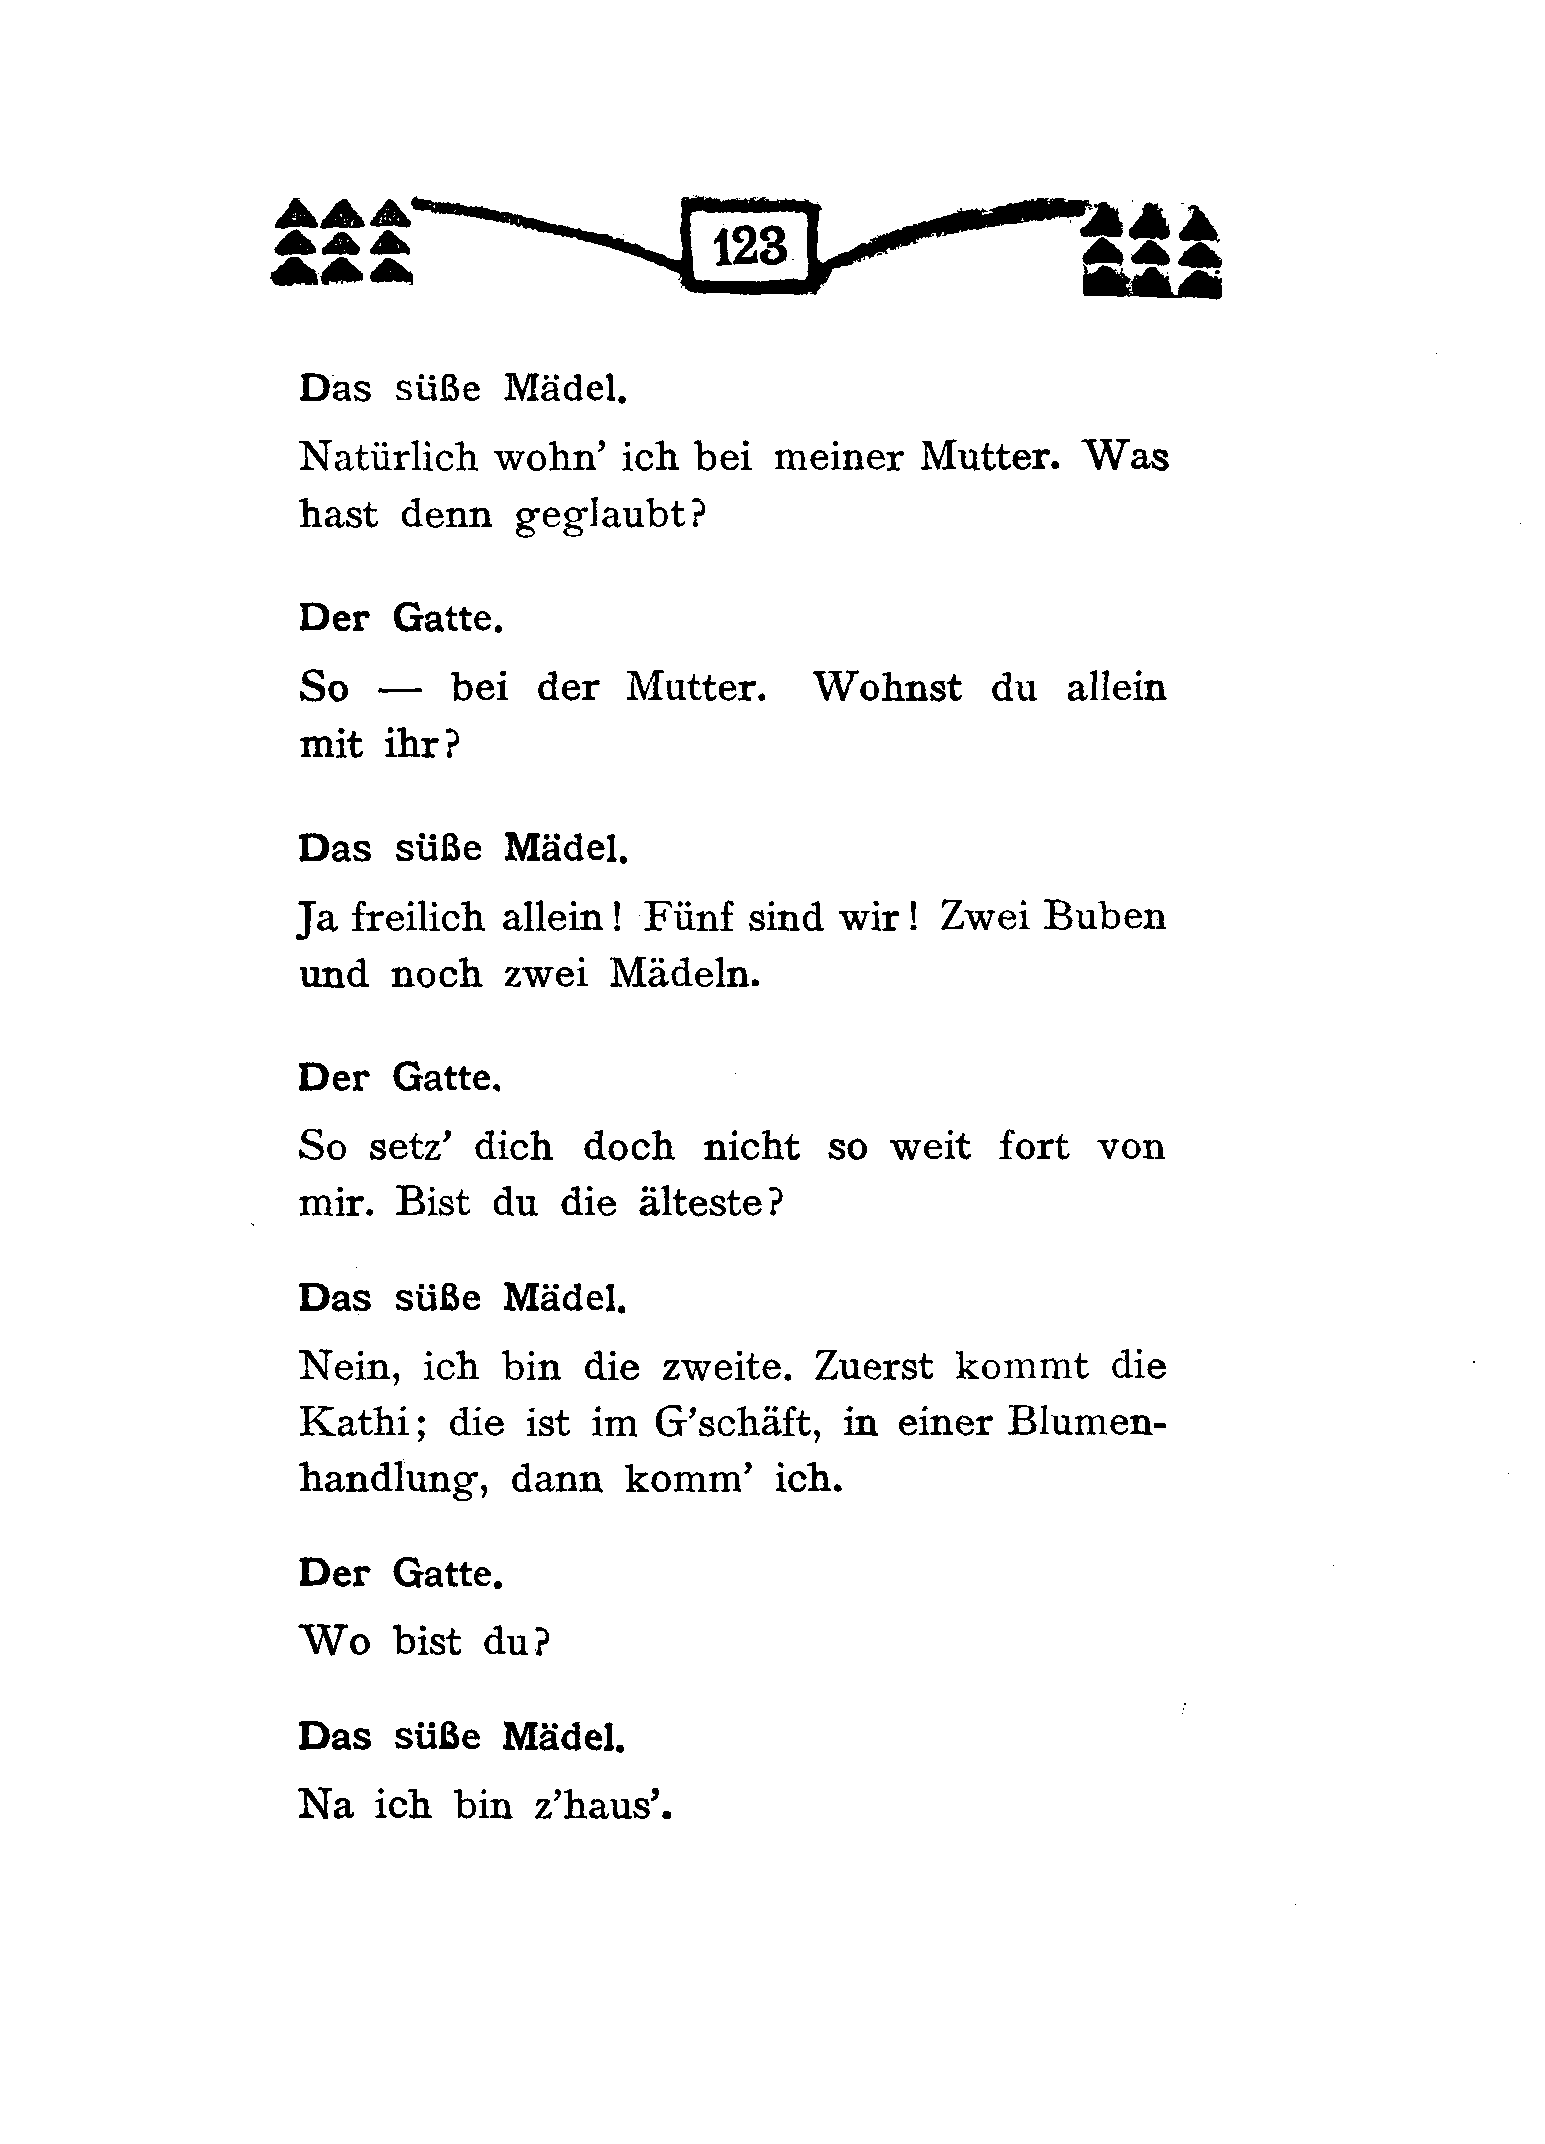 123
Das süße Mädel.
Natürlich wohn’ ich bei meiner Mutter. Was
hast denn geglaubt?
Der Gatte.
So — bei der Mutter. Wohnst du allein
mit ihr?
Das süße Mädel.
Ja freilich allein! Fünf sind wir! Zwei Buben
und noch zwei Mädeln.
Der Gatte.
So setz’ dich doch nicht so weit fort von
mir. Bist du die älteste?
Das süße Mädel.
Nein, ich bin die zweite. Zuerst kommt die
Kathi; die ist im G’schäft, in einer Blumen-
handlung, dann komm’ ich.
Der Gatte.
Wo bist du?
Das süße Mädel.
Na ich bin z’haus’.